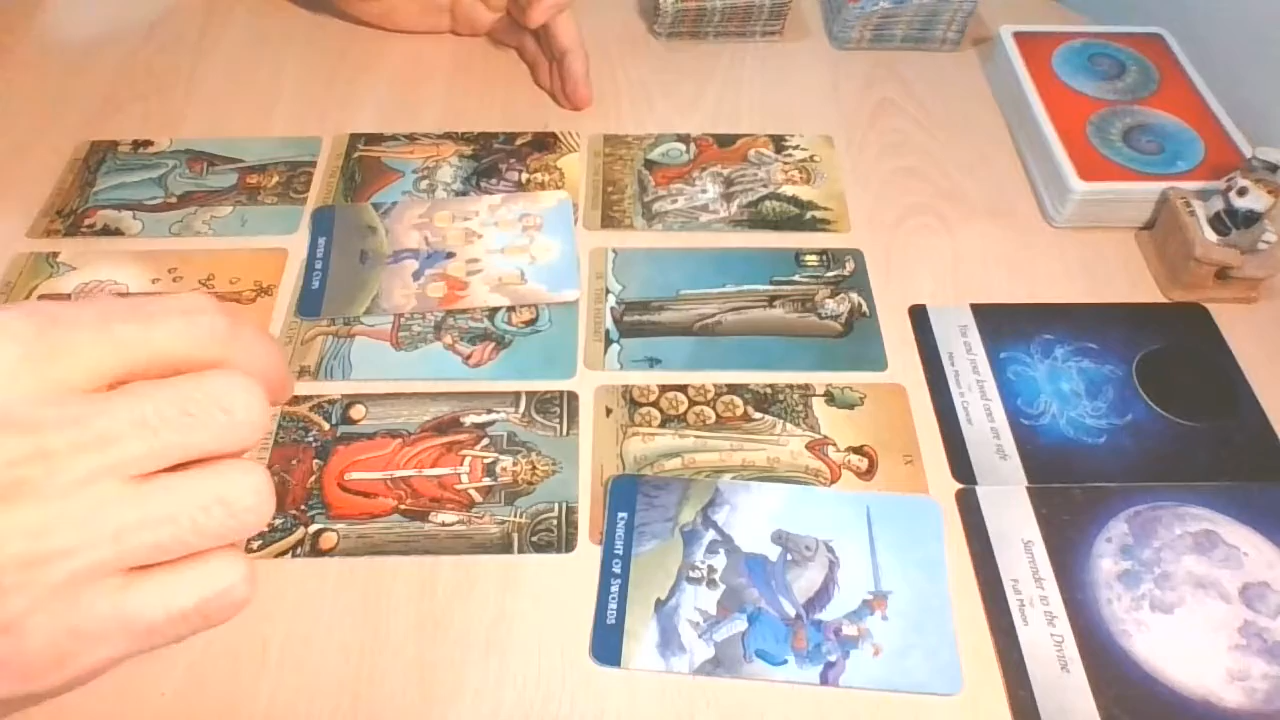 SEVEN OF CUPS
IX THE HERMIT
IX
KNIGHT OF SWORDS
You and your loved ones are safe
New Moon in Cancer
Surrender to the Divine
Full Moon